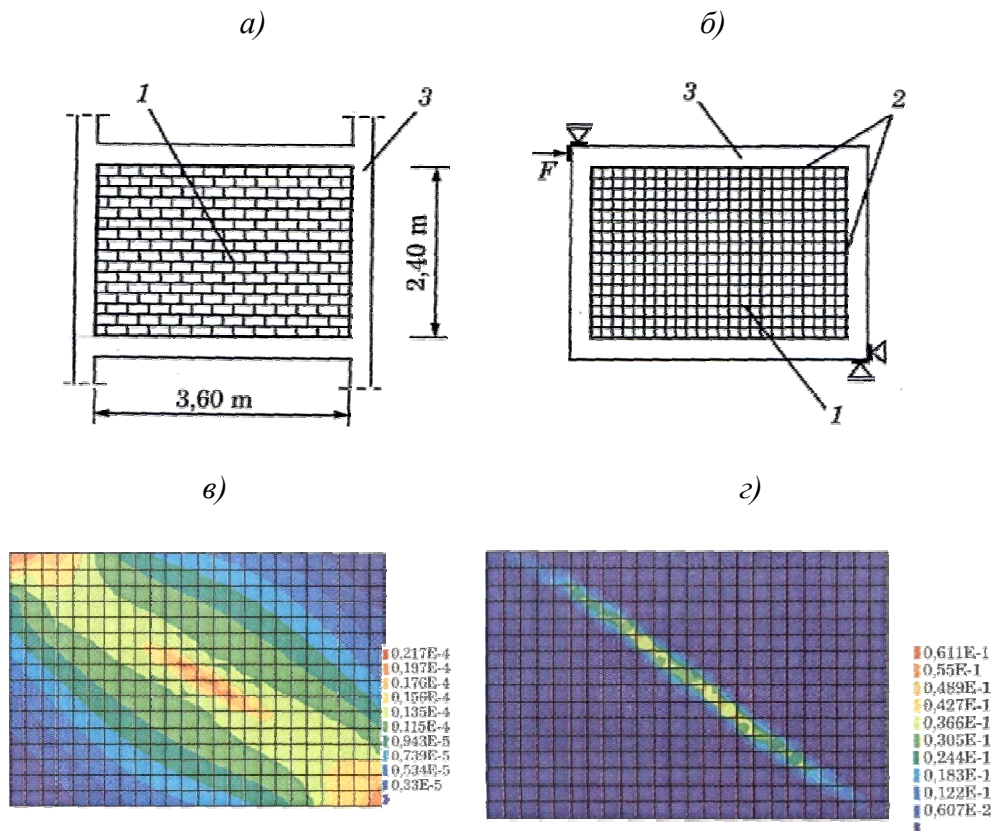 а)
б)
1
3
2,40 m
3,60 m
3
2
F
1
в)
г)
0,217E-4
0,197E-4
0,176E-4
0,156E-4
0,135E-4
0,115E-4
0,943E-5
0,739E-5
0,534E-5
0,33E-5
0,611E-1
0,55E-1
0,489E-1
0,427E-1
0,366E-1
0,305E-1
0,244E-1
0,183E-1
0,122E-1
0,607E-2